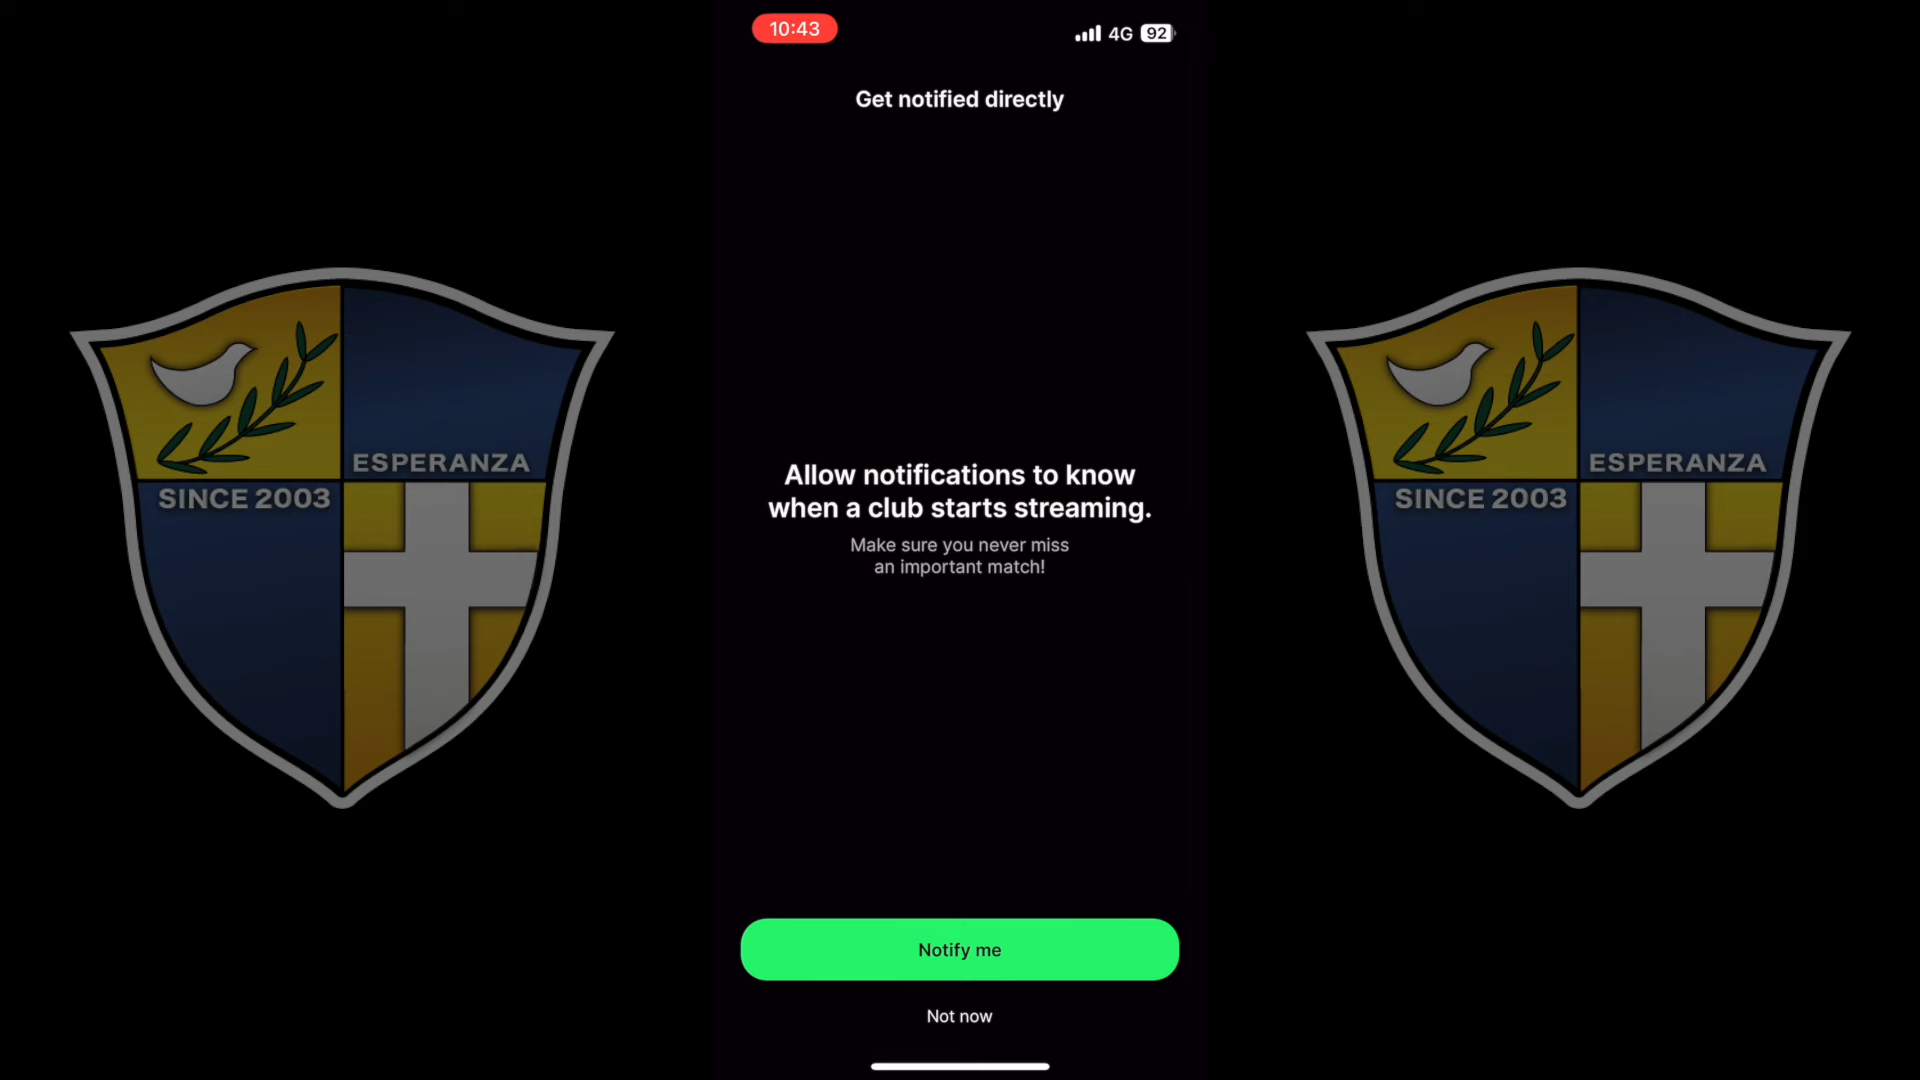 10:43
4G 92
Get notified directly
ESPERANZA
SINCE 2003
Allow notifications to know
when a club starts streaming.
Make sure you never miss
an important match!
Notify me
Not now
ESPERANZA
SINCE 2003